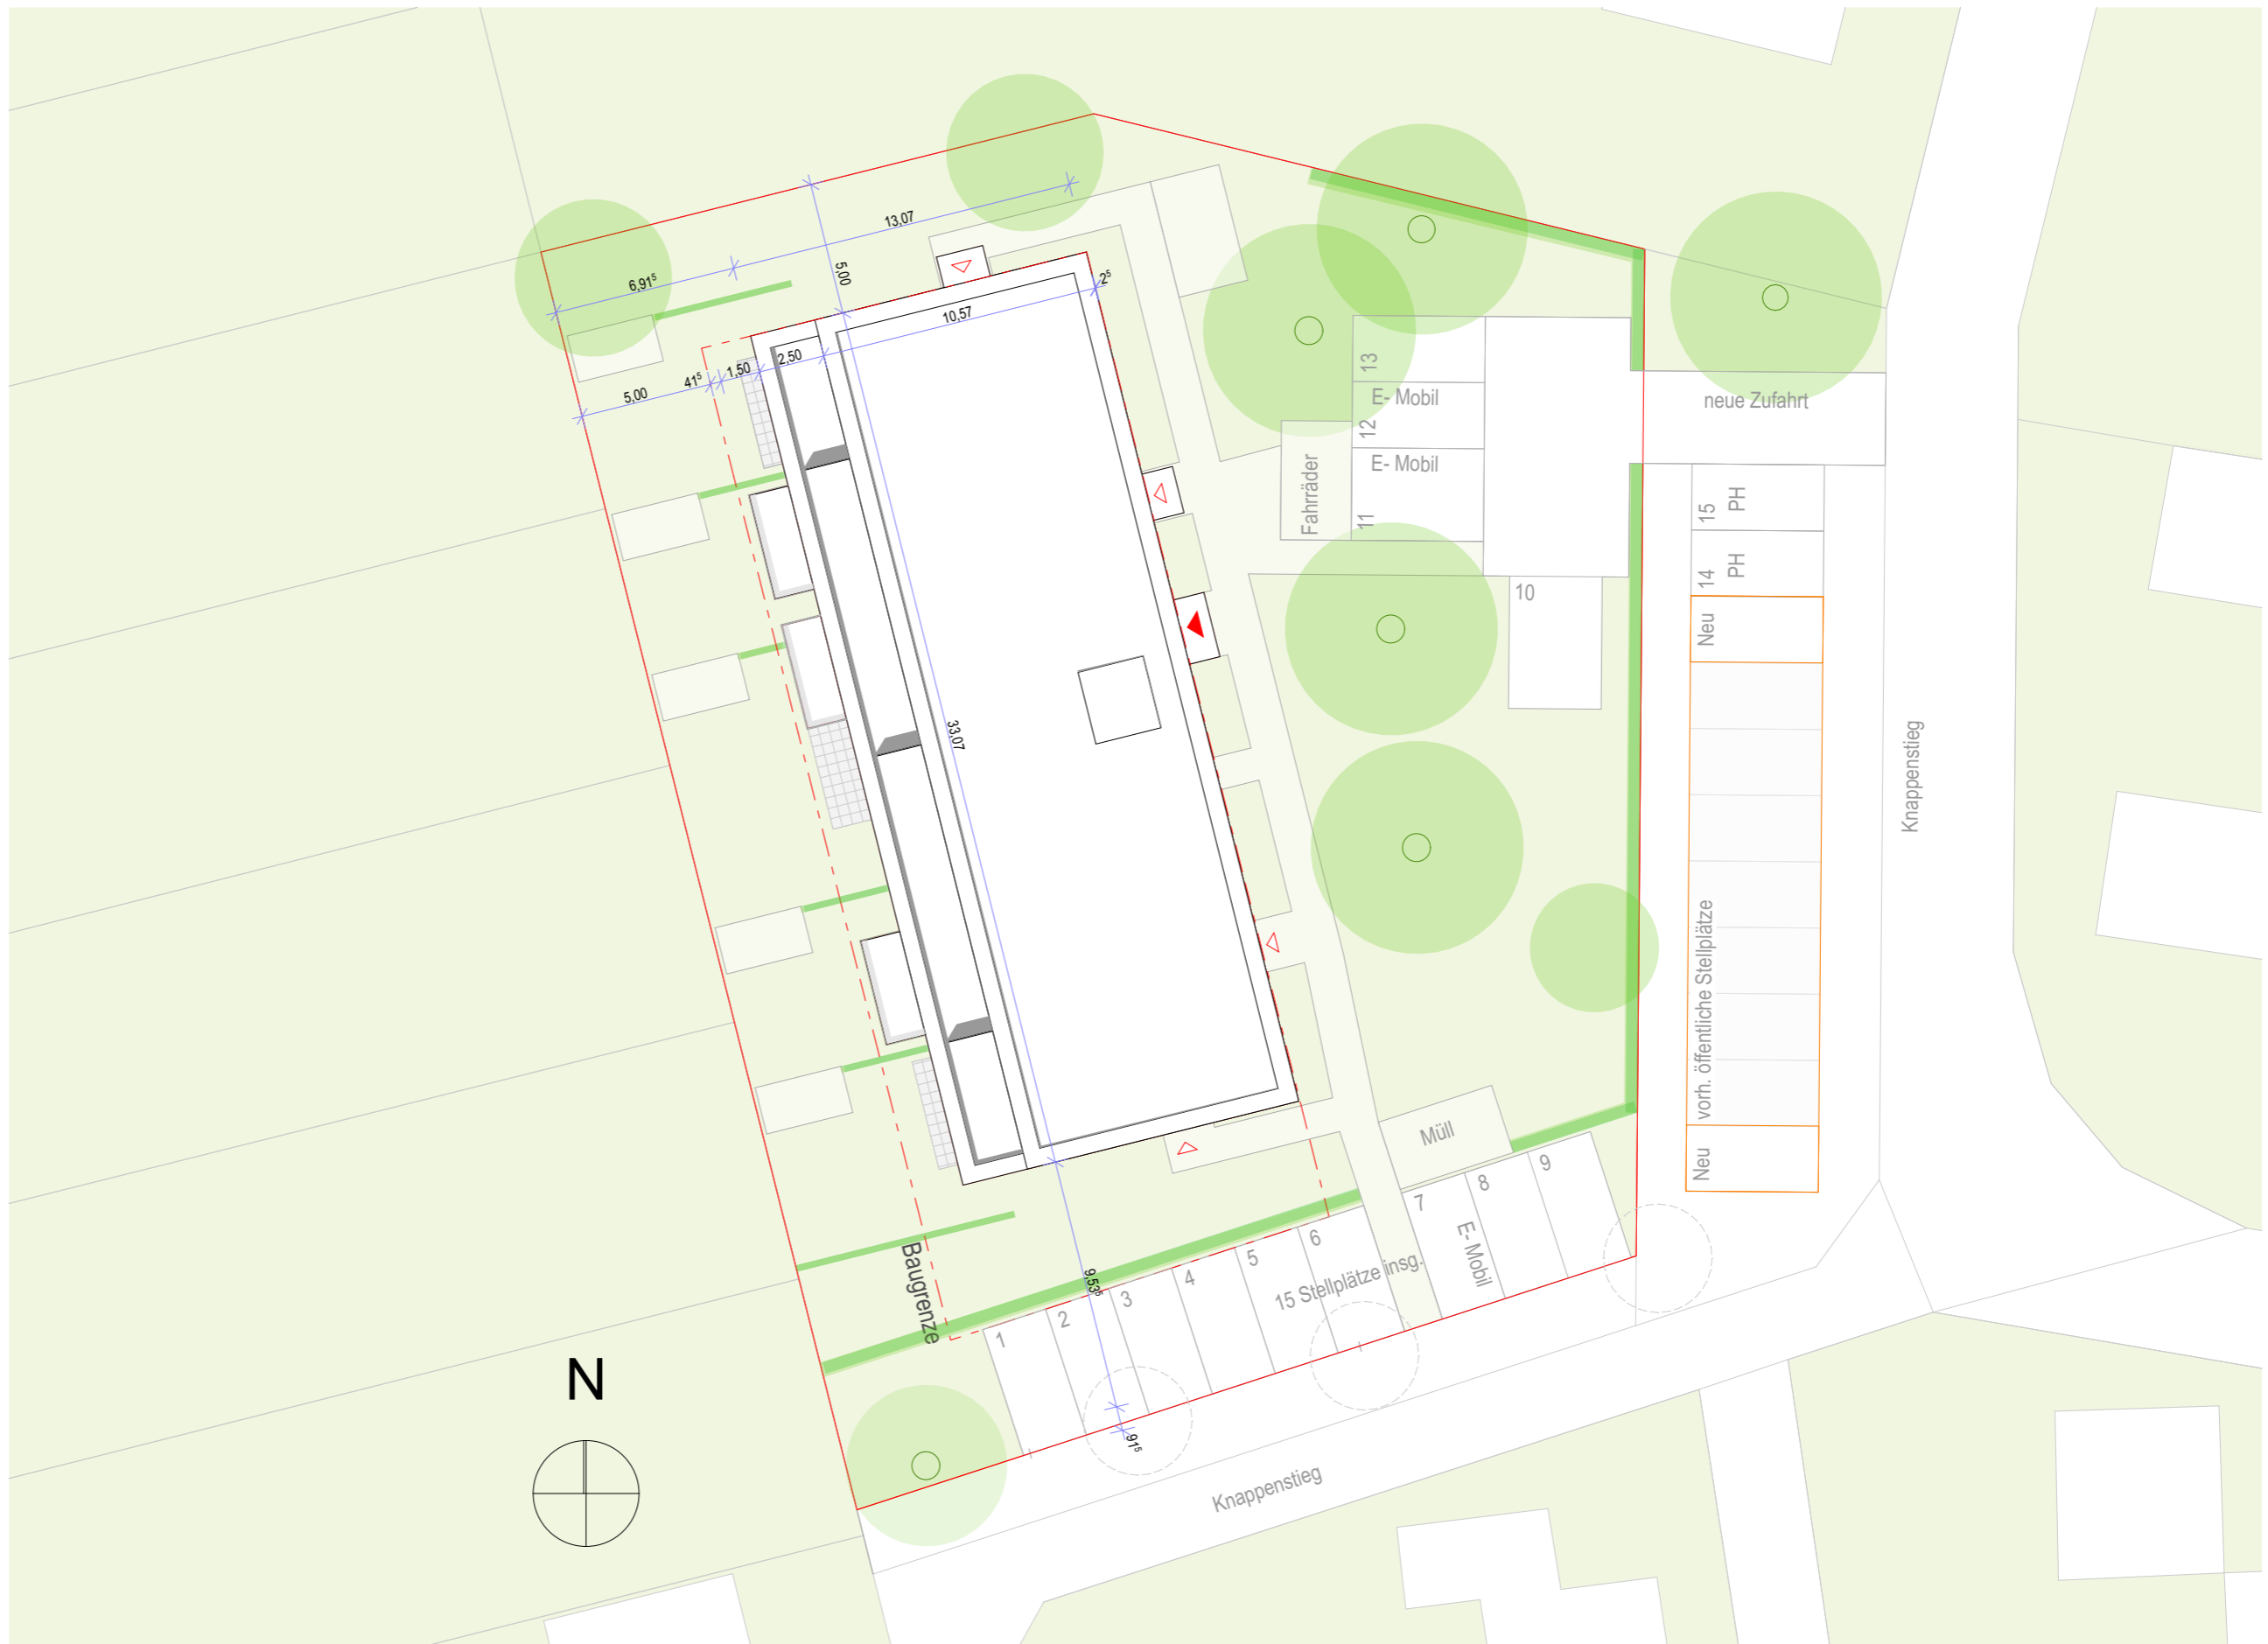 13,07
6,91⁵
5,00
2⁵
10,57
2,50
1,50
41⁵
5,00
13
E- Mobil
12
E- Mobil
11
Fahrräder
neue Zufahrt
15
PH
14
PH
10
Neu
33,07
Knappenstieg
vorh. öffentliche Stellplätze
Neu
Müll
9
8
7
E- Mobil
6
5
4
3
2
1
15 Stellplätze insg.
Baugrenze
9,53⁵
91⁵
N
Knappenstieg